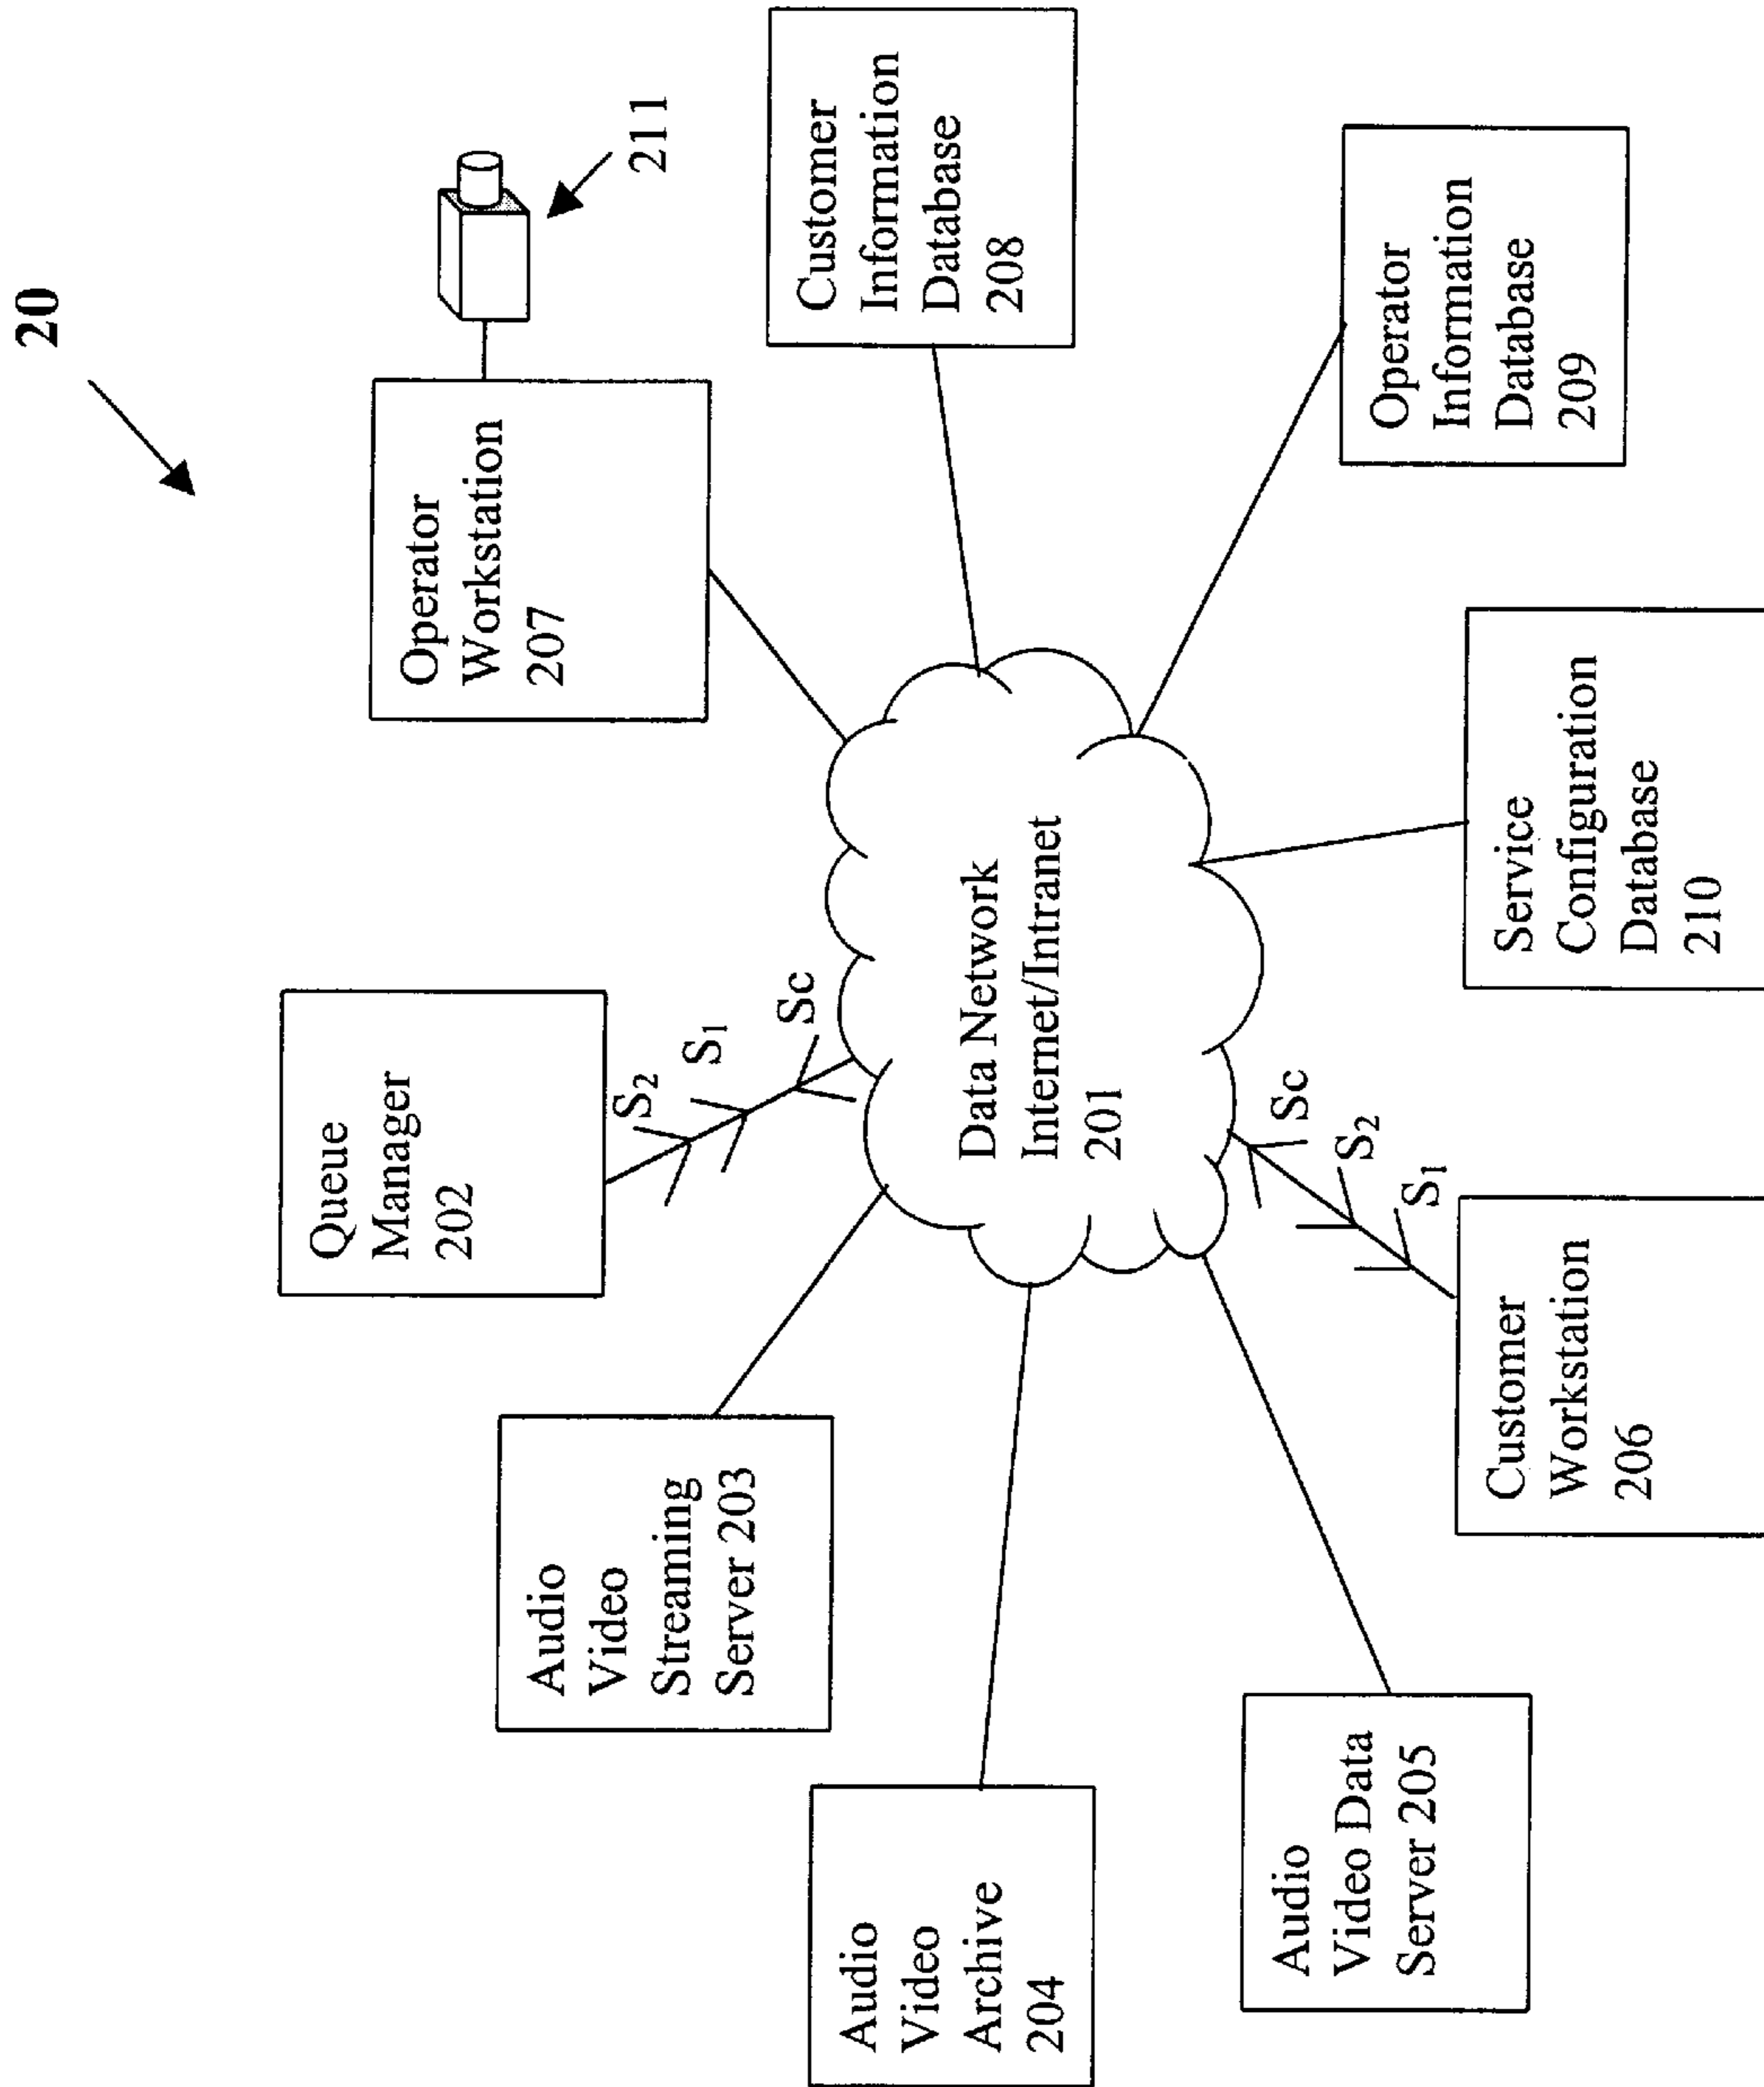 20
Queue
Manager
202
Operator
Workstation
207
211
Audio
Video
Streaming
Server 203
S₂
S₁
Sc
Customer
Information
Database
208
Audio
Video
Archive
204
Data Network
Internet/Intranet
201
Audio
Video Data
Server 205
Sc
S₂
S₁
Customer
Workstation
206
Service
Configuration
Database
210
Operator
Information
Database
209